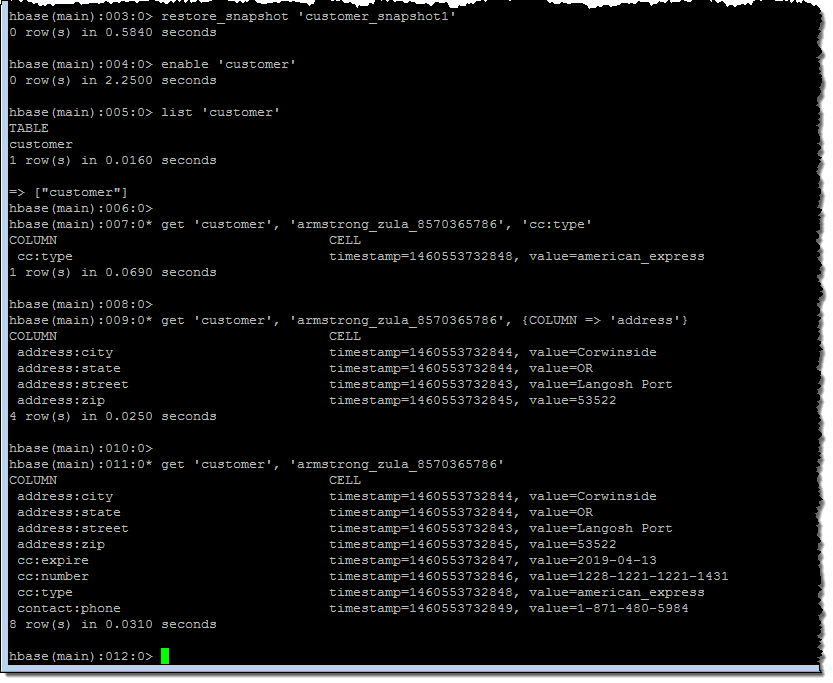 hbase(main):003:0> restore_snapshot 'customer_snapshot1'
0 row(s) in 0.5840 seconds
hbase(main):004:0> enable 'customer'
0 row(s) in 2.2500 seconds
hbase(main):005:0> list 'customer'
TABLE
customer
1 row(s) in 0.0160 seconds
=> ["customer"]
hbase(main):006:0>
hbase(main):007:0* get 'customer', 'armstrong_zula_8570365786', 'cc:type'
COLUMN CELL
cc:type timestamp=1460553732848, value=american_express
1 row(s) in 0.0690 seconds
hbase(main):008:0>
hbase(main):009:0* get 'customer', 'armstrong_zula_8570365786', {COLUMN => 'address'}
COLUMN CELL
address:city timestamp=1460553732844, value=Corwinside
address:state timestamp=1460553732844, value=OR
address:street timestamp=1460553732843, value=Langosh Port
address:zip timestamp=1460553732845, value=53522
4 row(s) in 0.0250 seconds
hbase(main):010:0>
hbase(main):011:0* get 'customer', 'armstrong_zula_8570365786'
COLUMN CELL
address:city timestamp=1460553732844, value=Corwinside
address:state timestamp=1460553732844, value=OR
address:street timestamp=1460553732843, value=Langosh Port
address:zip timestamp=1460553732845, value=53522
cc:expire timestamp=1460553732847, value=2019-04-13
cc:number timestamp=1460553732846, value=1228-1221-1221-1431
cc:type timestamp=1460553732848, value=american_express
contact:phone timestamp=1460553732849, value=1-871-480-5984
8 row(s) in 0.0310 seconds
hbase(main):012:0>